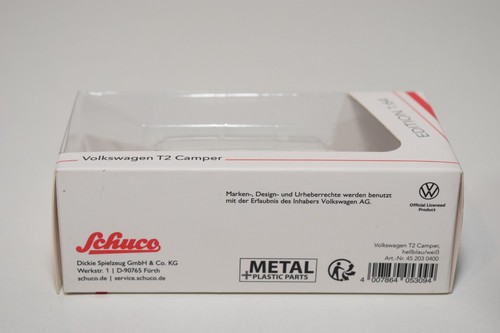 EDITION 1:64
Volkswagen T2 Camper
Marken-, Design- und Urheberrechte werden benutzt
mit der Erlaubnis des Inhabers Volkswagen AG.
Official Licensed
Product
Schuco
Dickie Spielzeug GmbH & Co. KG
Werkstr. 1 | D-90765 Fürth
schuco.de | service.schuco.de
METAL
+PLASTIC PARTS
Volkswagen T2 Camper,
hellblau/weiß
Art.-Nr. 45 203 0400
4 007864 053094